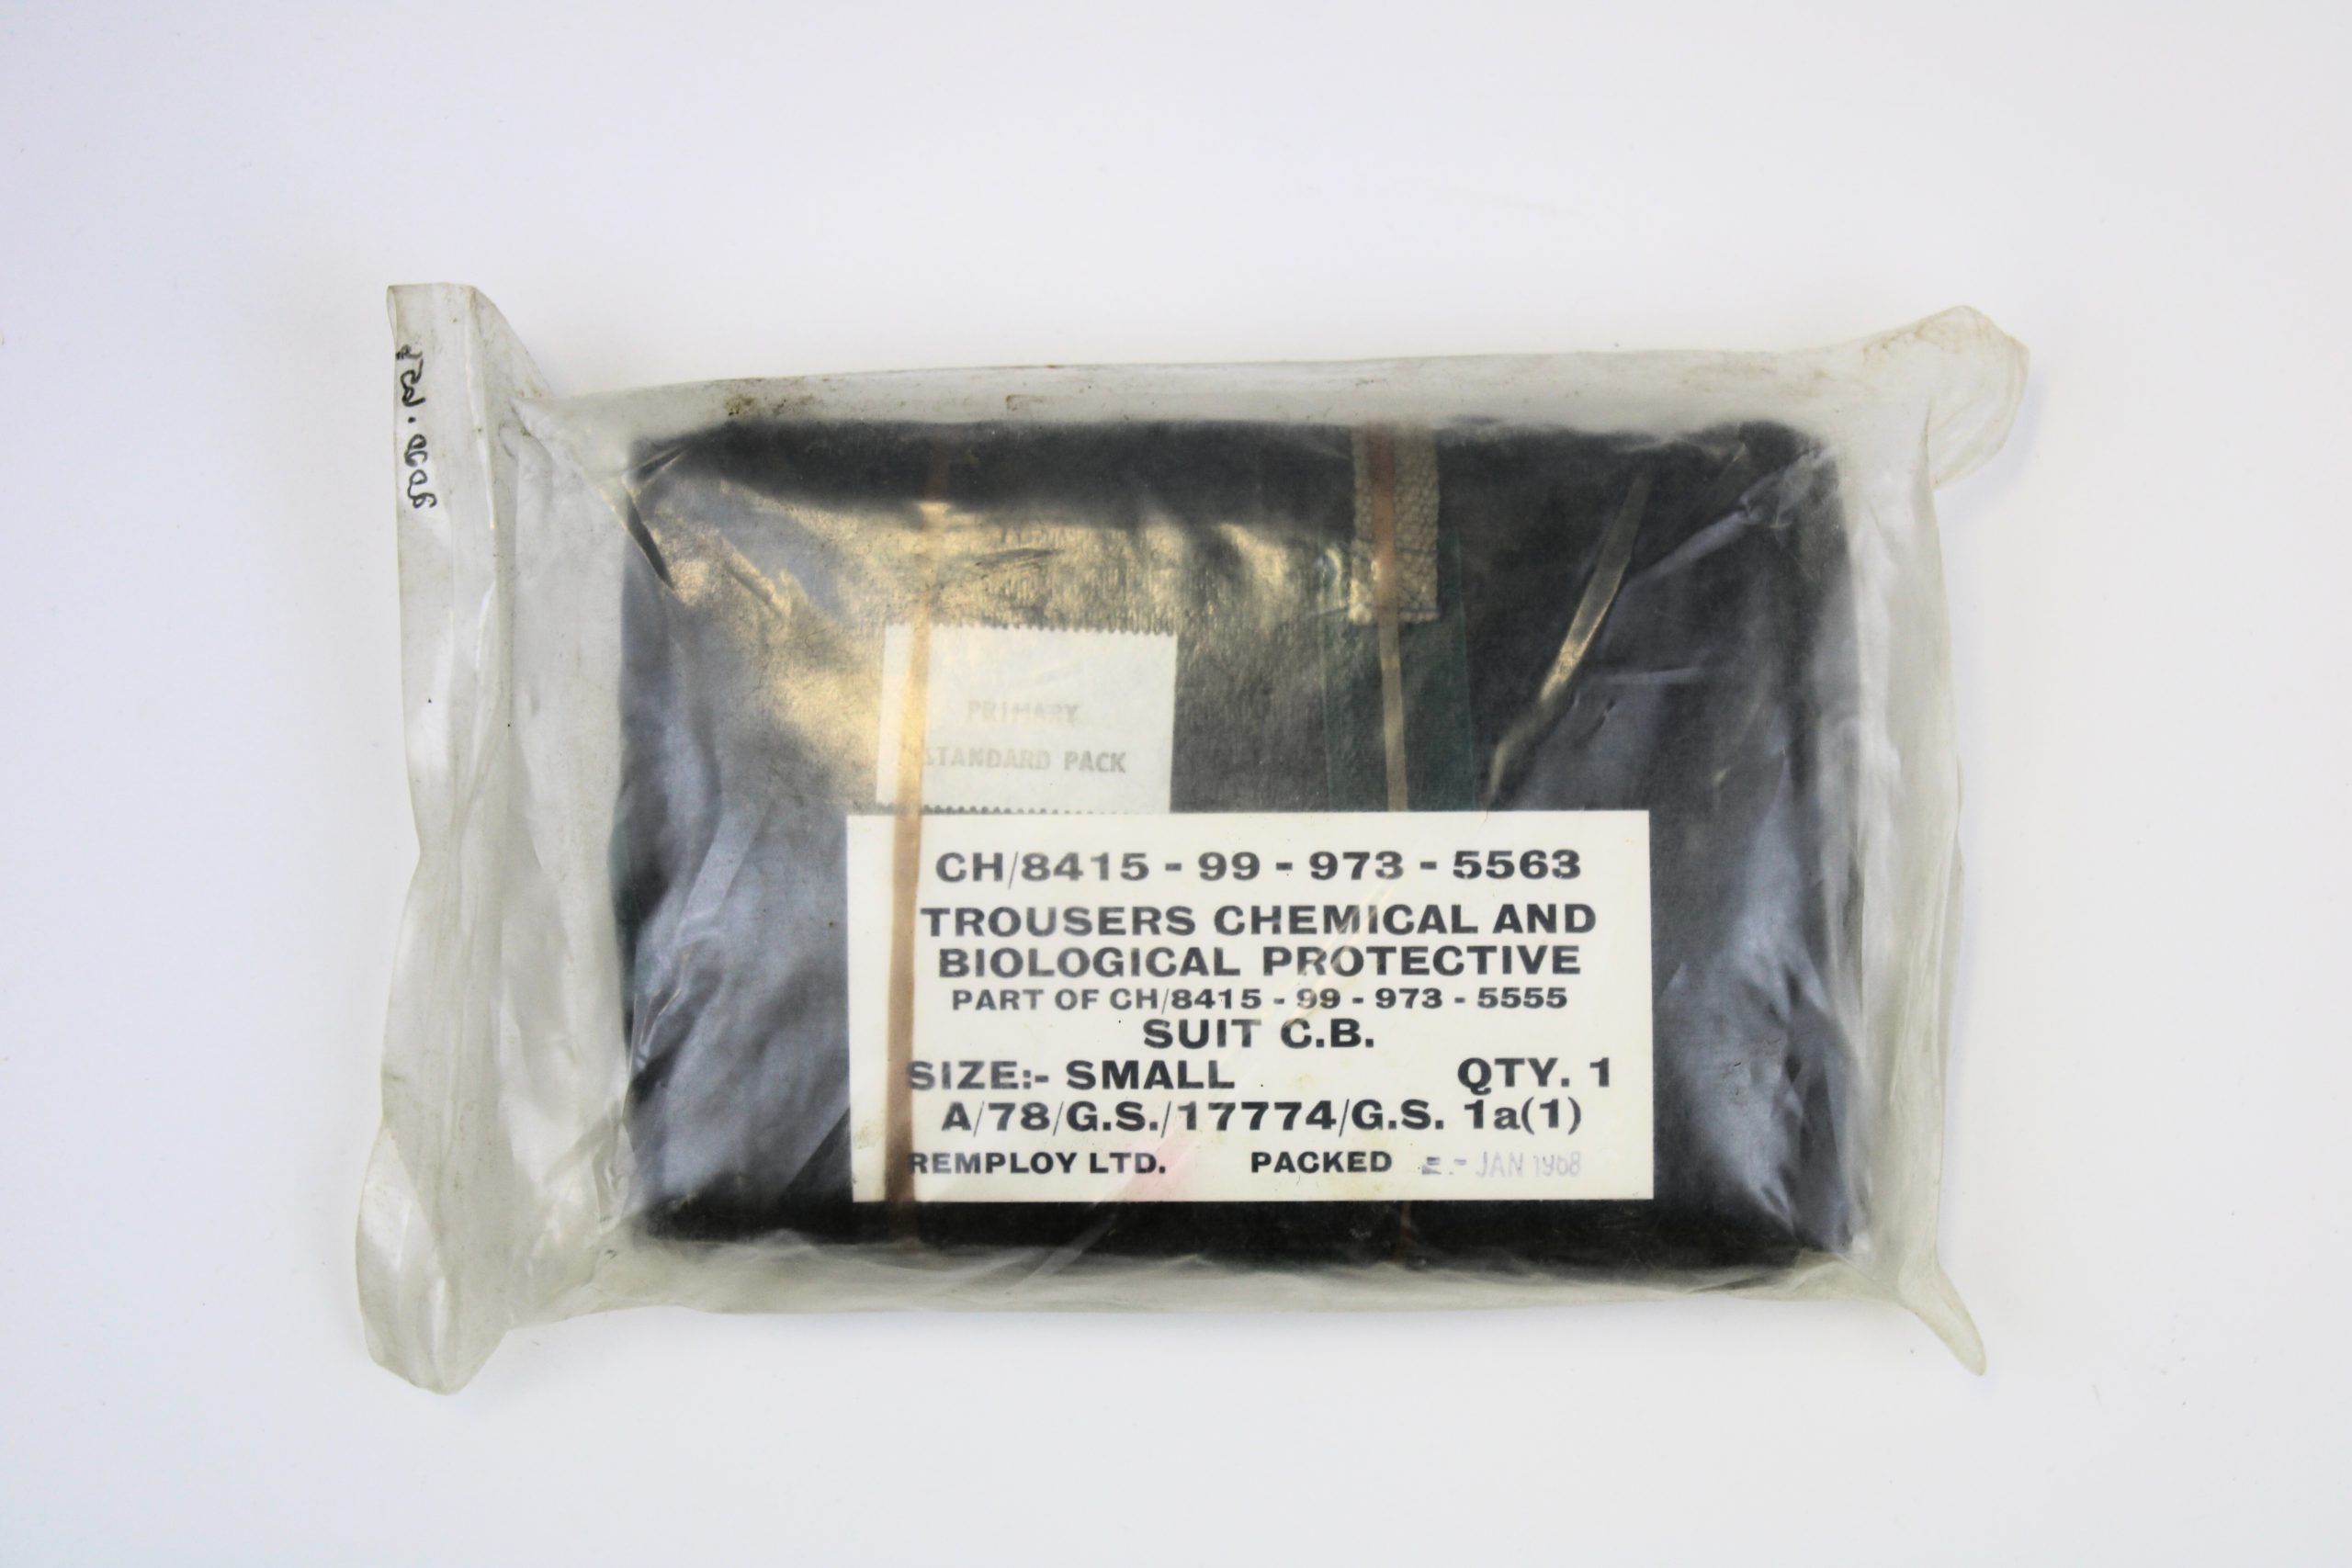 PRIMARY
STANDARD PACK
CH/8415 - 99 - 973 - 5563
TROUSERS CHEMICAL AND
BIOLOGICAL PROTECTIVE
PART OF CH/8415 - 99 - 973 - 5555
SUIT C.B.
SIZE:- SMALL QTY. 1
A/78/G.S./17774/G.S. 1a(1)
REMPLOY LTD. PACKED - JAN 1968